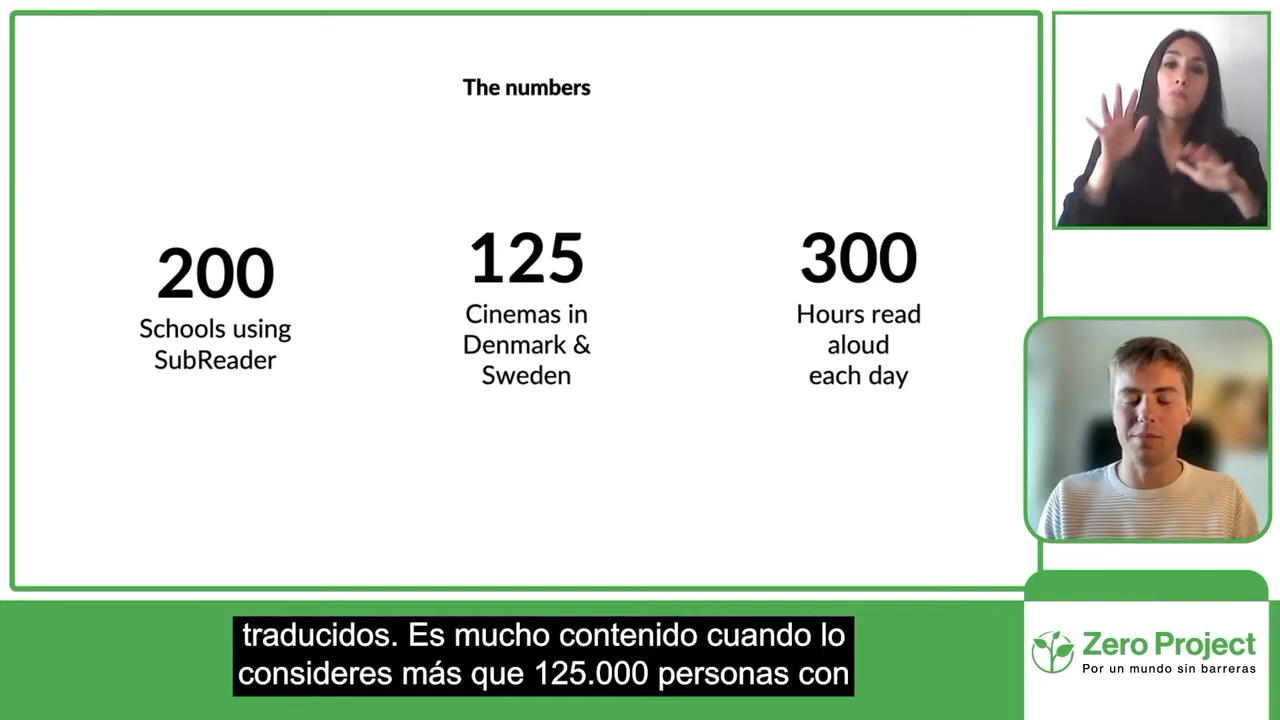 The numbers
200
Schools using
SubReader
125
Cinemas in
Denmark &
Sweden
300
Hours read
aloud
each day
traducidos. Es mucho contenido cuando lo
consideres más que 125.000 personas con
Zero Project
Por un mundo sin barreras